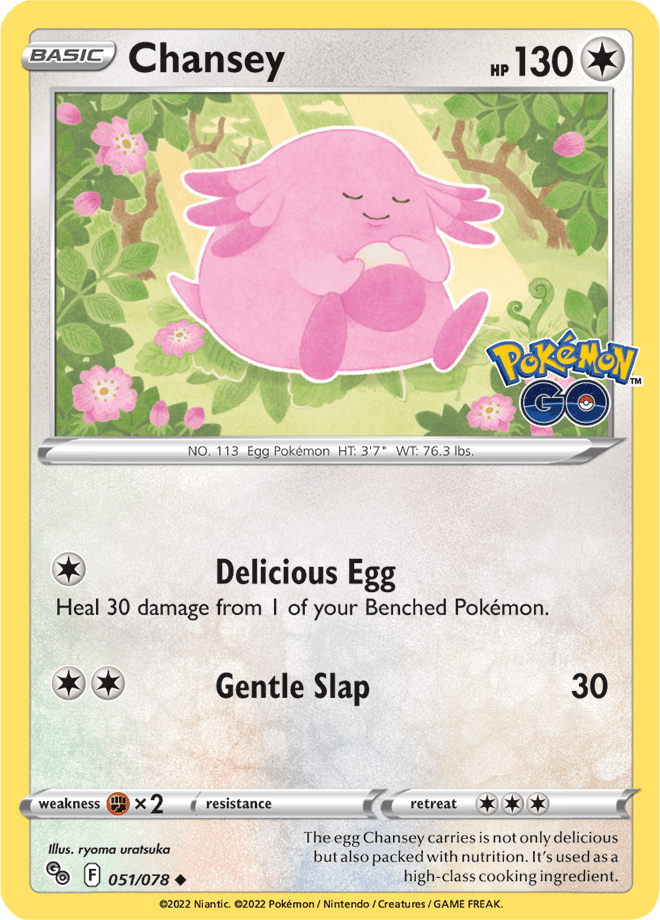 BASIC Chansey HP 130
Pokémon GO ™
NO. 113 Egg Pokémon HT: 3'7" WT: 76.3 lbs.
Delicious Egg
Heal 30 damage from 1 of your Benched Pokémon.
Gentle Slap 30
weakness ×2 resistance retreat
Illus. ryoma uratsuka
The egg Chansey carries is not only delicious
but also packed with nutrition. It's used as a
high-class cooking ingredient.
GO F 051/078
©2022 Niantic. ©2022 Pokémon / Nintendo / Creatures / GAME FREAK.